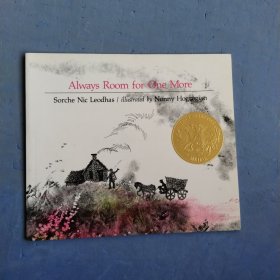 Always Room for One More
Sorche Nic Leodhas / illustrated by Nonny Hogrogian